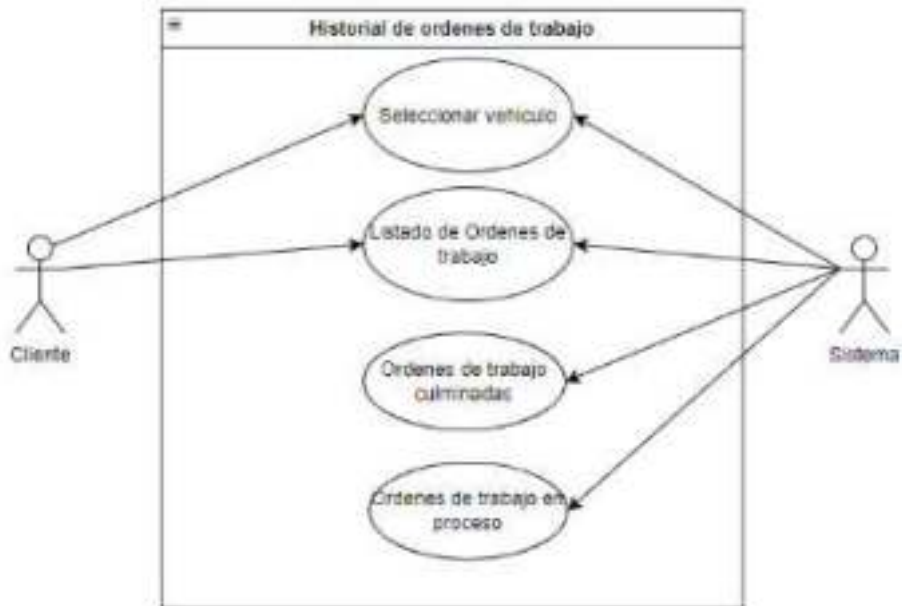 Historial de ordenes de trabajo
Seleccionar vehículo
Listado de Ordenes de
trabajo
Ordenes de trabajo
culminadas
Ordenes de trabajo en
proceso
Cliente
Sistema